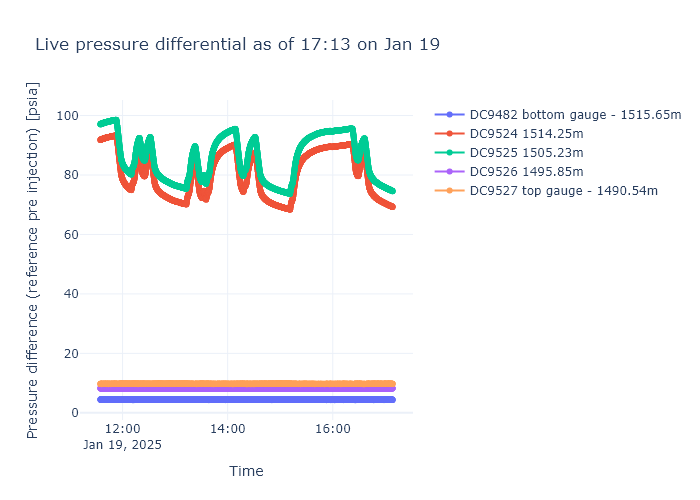 Live pressure differential as of 17:13 on Jan 19
Pressure difference (reference pre injection) [psia]
100
80
60
40
20
0
12:00
Jan 19, 2025
14:00
16:00
Time
DC9482 bottom gauge - 1515.65m
DC9524 1514.25m
DC9525 1505.23m
DC9526 1495.85m
DC9527 top gauge - 1490.54m